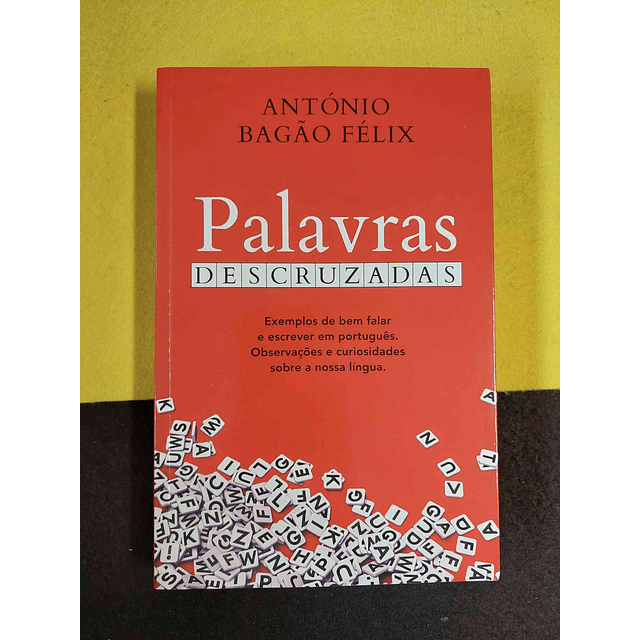 ANTÓNIO
BAGÃO FÉLIX
Palavras
DESCRUZADAS
Exemplos de bem falar
e escrever em português.
Observações e curiosidades
sobre a nossa língua.